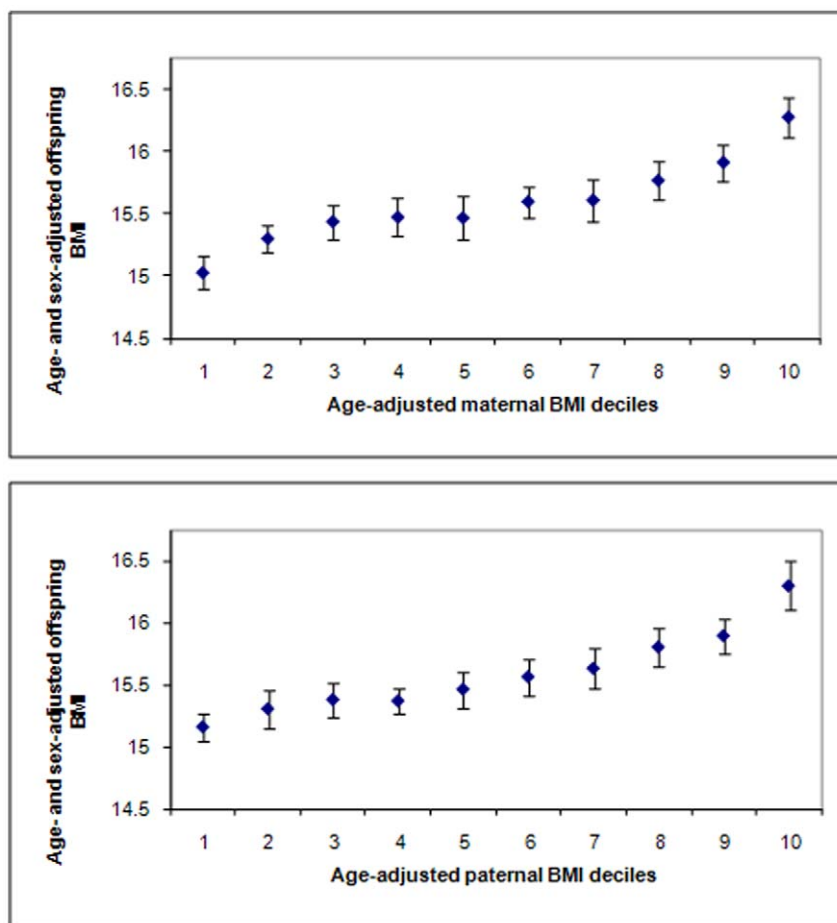 Age- and sex-adjusted offspring
BMI
16.5
16
15.5
15
14.5
1 2 3 4 5 6 7 8 9 10
Age-adjusted maternal BMI deciles
Age- and sex-adjusted offspring
BMI
16.5
16
15.5
15
14.5
1 2 3 4 5 6 7 8 9 10
Age-adjusted paternal BMI deciles